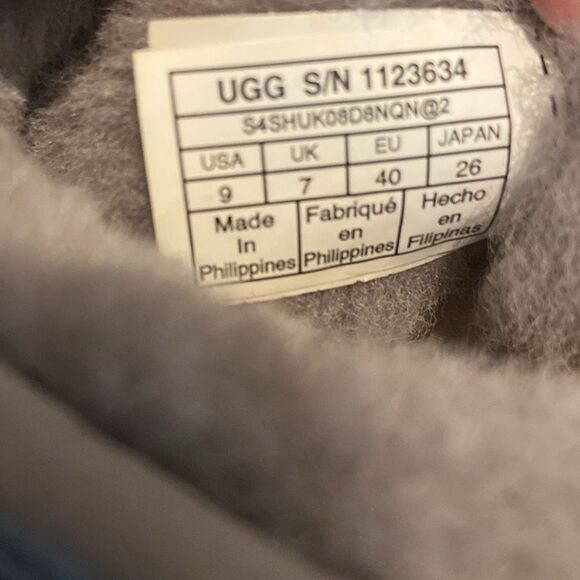 UGG S/N 1123634
S4SHUK08D8NQN@2
USA UK EU JAPAN
9 7 40 26
Made In Philippines
Fabriqué en Philippines
Hecho en Filipinas